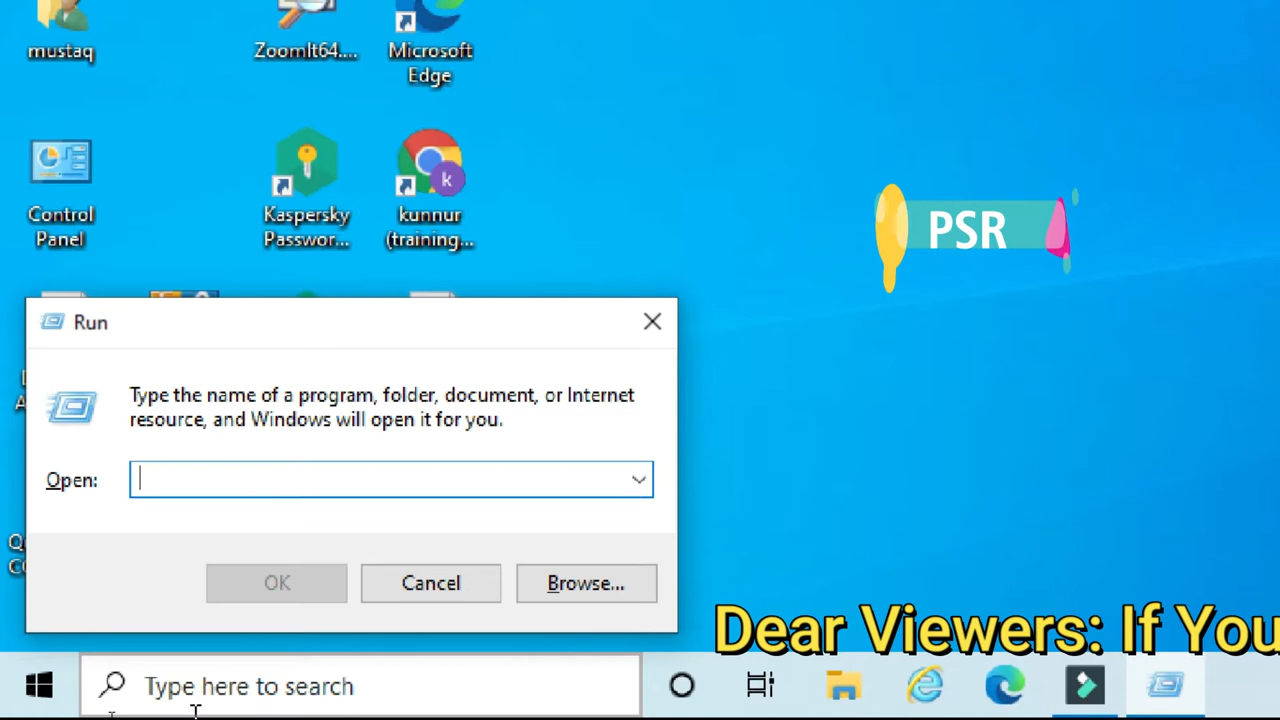 mustaq
ZoomIt64....
Microsoft
Edge
Control
Panel
Kaspersky
Passwor...
k
kunnur
(training...
PSR
Run
Type the name of a program, folder, document, or Internet
resource, and Windows will open it for you.
Open:
OK
Cancel
Browse...
Dear Viewers: If You
Type here to search